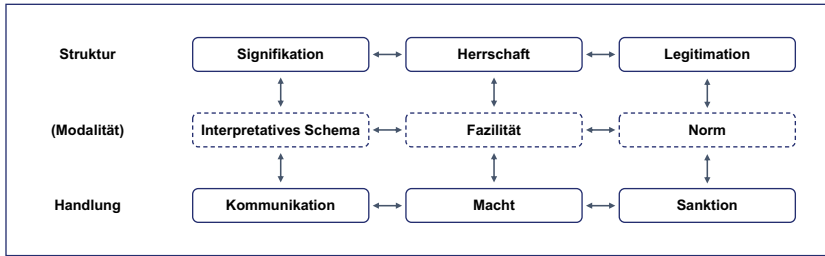 Struktur Signifikation Herrschaft Legitimation
(Modalität) Interpretatives Schema Fazilität Norm
Handlung Kommunikation Macht Sanktion